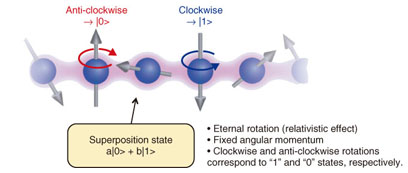 Anti-clockwise
→ |0>
Clockwise
→ |1>
Superposition state
a|0> + b|1>
• Eternal rotation (relativistic effect)
• Fixed angular momentum
• Clockwise and anti-clockwise rotations
correspond to “1” and “0” states, respectively.